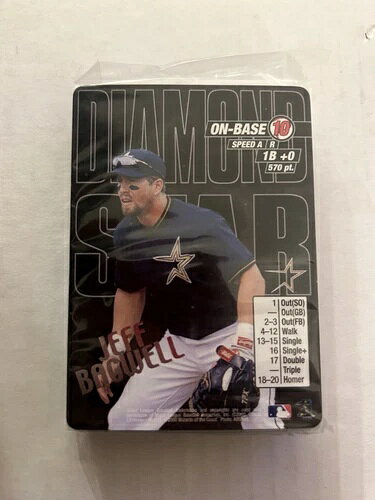 DIAMOND
STAR
ON-BASE 10
SPEED A R
1B +0
570 pt.
JEFF
BAGWELL
1 Out(SO)
— Out(GB)
2–3 Out(FB)
4–12 Walk
13–15 Single
16 Single+
17 Double
— Triple
18–20 Homer